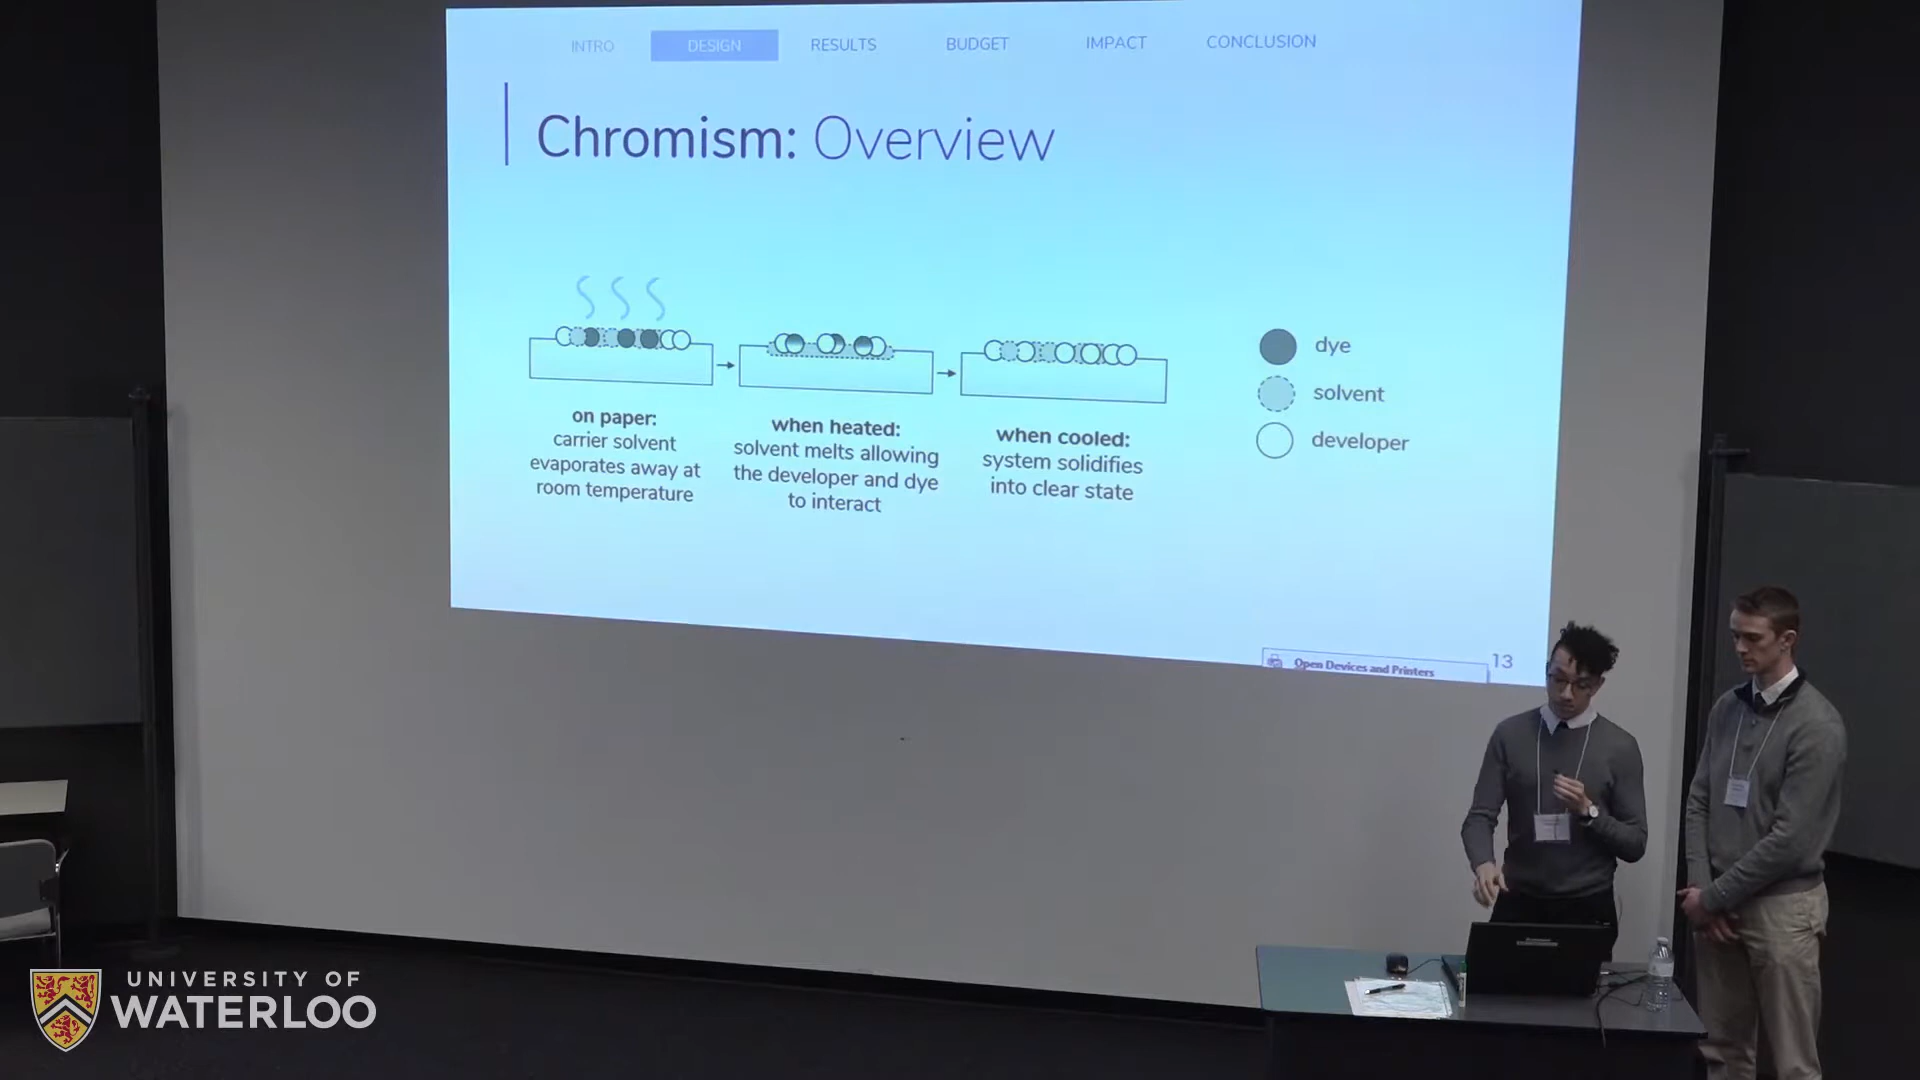 INTRO DESIGN RESULTS BUDGET IMPACT CONCLUSION
Chromism: Overview
on paper:
carrier solvent
evaporates away at
room temperature
when heated:
solvent melts allowing
the developer and dye
to interact
when cooled:
system solidifies
into clear state
dye
solvent
developer
Open Devices and Printers
13
UNIVERSITY OF
WATERLOO